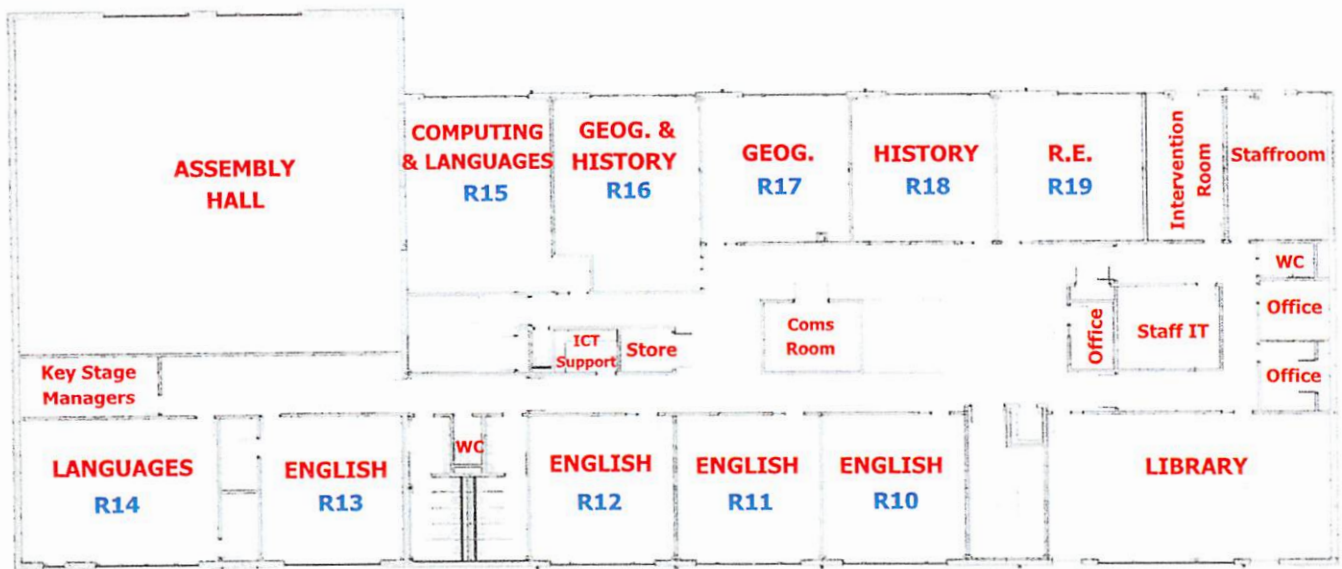 ASSEMBLY
HALL
COMPUTING
& LANGUAGES
R15
GEOG. &
HISTORY
R16
GEOG.
R17
HISTORY
R18
R.E.
R19
Intervention
Room
Staffroom
WC
Office
Office
Staff IT
Office
Coms
Room
Store
ICT
Support
Key Stage
Managers
LANGUAGES
R14
ENGLISH
R13
WC
ENGLISH
R12
ENGLISH
R11
ENGLISH
R10
LIBRARY